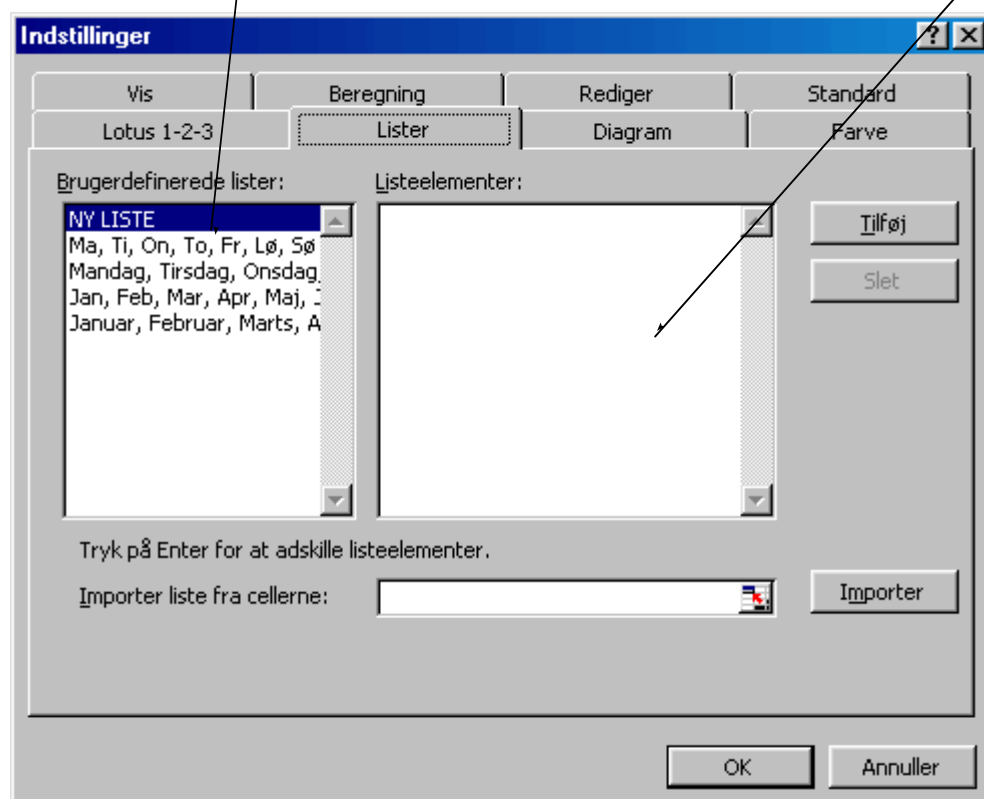 Indstillinger
Vis Beregning Rediger Standard
Lotus 1-2-3 Lister Diagram Farve
Brugerdefinerede lister: Listeelementer:
NY LISTE
Ma, Ti, On, To, Fr, Lø, Sø
Mandag, Tirsdag, Onsdag,
Jan, Feb, Mar, Apr, Maj, J
Januar, Februar, Marts, A
Tilføj
Slet
Tryk på Enter for at adskille listeelementer.
Importer liste fra cellerne: Importer
OK Annuller